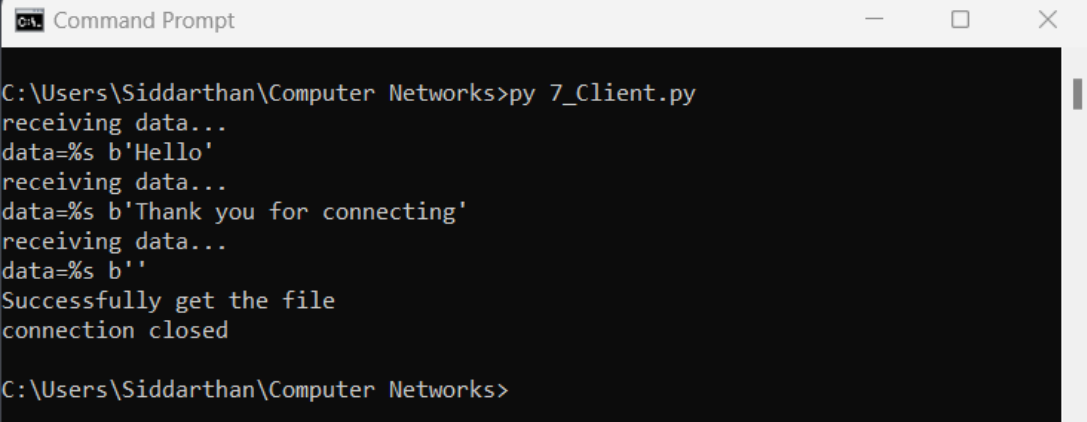 Command Prompt
C:\Users\Siddarthan\Computer Networks>py 7_Client.py
receiving data...
data=%s b'Hello'
receiving data...
data=%s b'Thank you for connecting'
receiving data...
data=%s b''
Successfully get the file
connection closed
C:\Users\Siddarthan\Computer Networks>